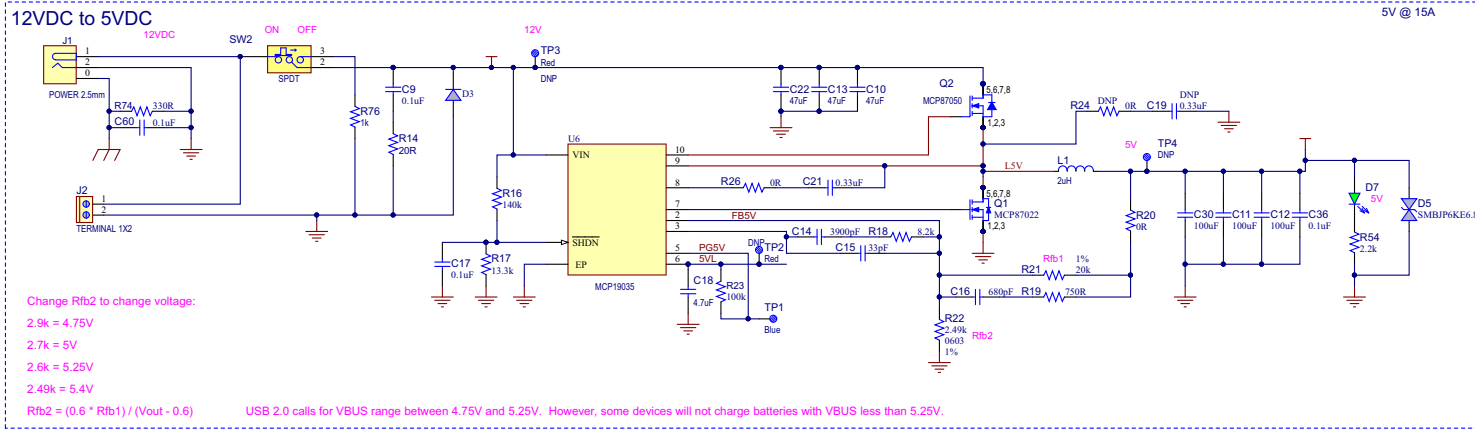 12VDC to 5VDC
5V @ 15A
J1
12VDC
1
2
0
POWER 2.5mm
R74
330R
C60
0.1uF
J2
1
2
TERMINAL 1X2
SW2
ON
OFF
3
2
SPDT
R76
1k
C9
0.1uF
R14
20R
D3
12V
TP3
Red
DNP
C22
47uF
C13
47uF
C10
47uF
Q2
MCP87050
5,6,7,8
1,2,3
R24
DNP
0R
C19
DNP
0.33uF
U6
VIN
SHDN
EP
MCP19035
10
9
8
7
2
3
5
6
R16
140k
C17
0.1uF
R17
13.3k
R26
0R
C21
0.33uF
FB5V
C14
3900pF
R18
8.2k
C15
33pF
PG5V
5VL
DNP
TP2
Red
C18
4.7uF
R23
100k
TP1
Blue
L5V
L1
2uH
5,6,7,8
Q1
MCP87022
1,2,3
5V
TP4
DNP
R20
0R
Rfb1
1%
R21
20k
C16
680pF
R19
750R
R22
2.49k
0603
1%
Rfb2
C30
100uF
C11
100uF
C12
100uF
C36
0.1uF
D7
5V
R54
2.2k
D5
Change Rfb2 to change voltage:
2.9k = 4.75V
2.7k = 5V
2.6k = 5.25V
2.49k = 5.4V
Rfb2 = (0.6 * Rfb1) / (Vout - 0.6)
USB 2.0 calls for VBUS range between 4.75V and 5.25V. However, some devices will not charge batteries with VBUS less than 5.25V.